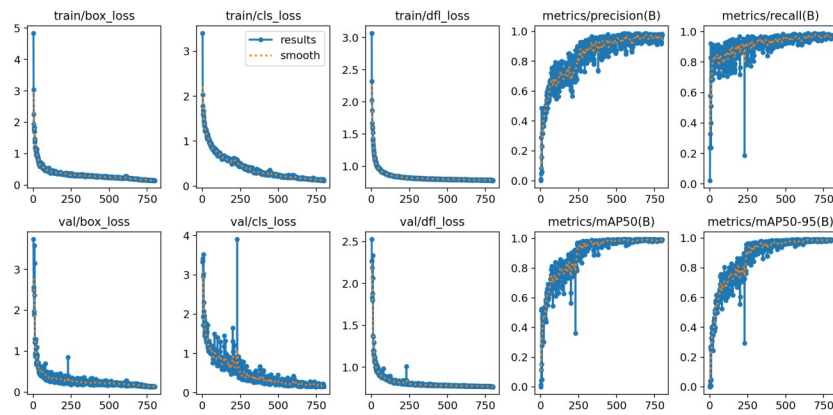 train/box_loss
train/cls_loss
train/dfl_loss
metrics/precision(B)
metrics/recall(B)
5
4
3
2
1
0
0 250 500 750
3
2
1
0
results
smooth
0 250 500 750
3.0
2.5
2.0
1.5
1.0
0 250 500 750
1.0
0.8
0.6
0.4
0.2
0.0
0 250 500 750
1.0
0.8
0.6
0.4
0.2
0.0
0 250 500 750
val/box_loss
val/cls_loss
val/dfl_loss
metrics/mAP50(B)
metrics/mAP50-95(B)
3
2
1
0
0 250 500 750
4
3
2
1
0
0 250 500 750
2.5
2.0
1.5
1.0
0 250 500 750
1.0
0.8
0.6
0.4
0.2
0.0
0 250 500 750
1.0
0.8
0.6
0.4
0.2
0.0
0 250 500 750